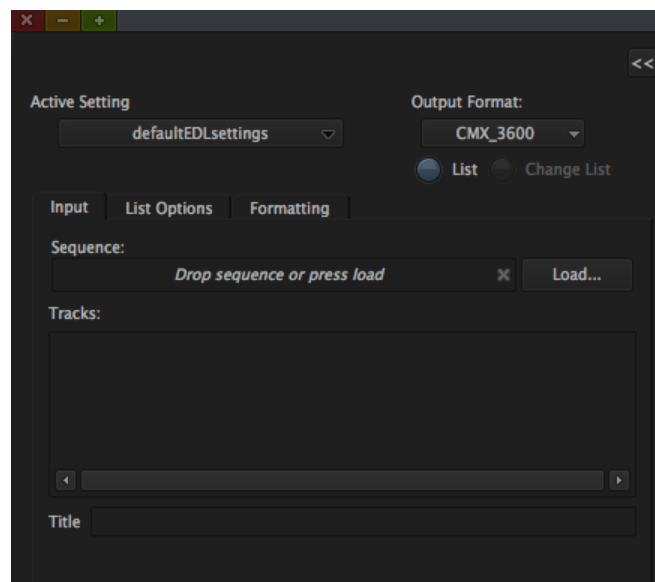 <<
Active Setting
Output Format:
defaultEDLsettings
CMX_3600
List
Change List
Input
List Options
Formatting
Sequence:
Drop sequence or press load
Load...
Tracks:
Title